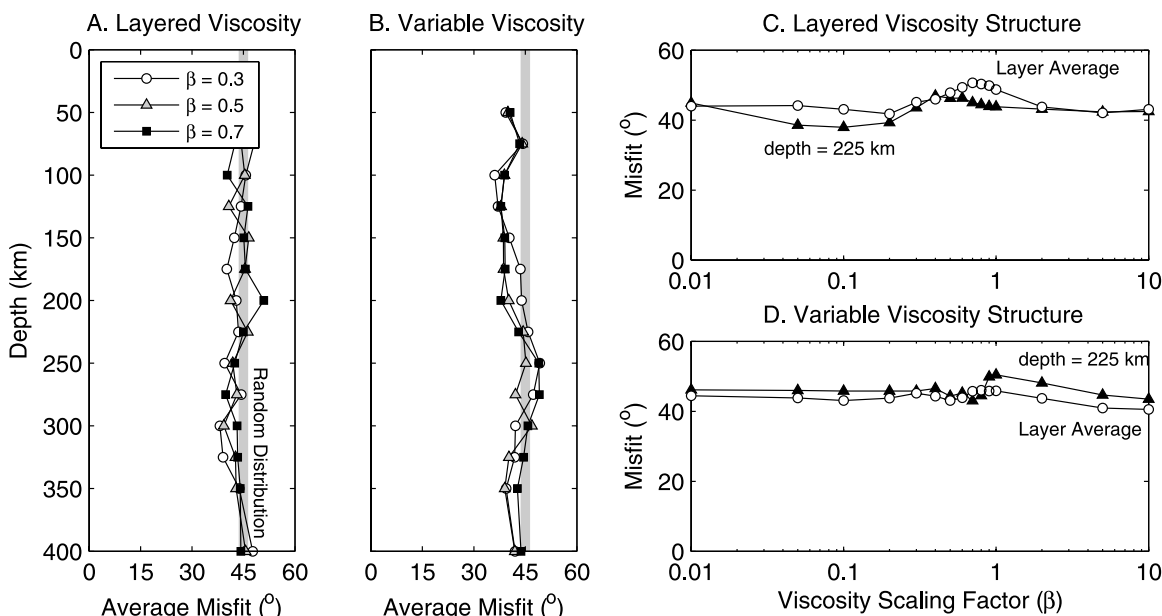 A. Layered Viscosity
0
50
100
150
200
250
300
350
400
Depth (km)
β = 0.3
β = 0.5
β = 0.7
Random Distribution
0 15 30 45 60
Average Misfit (°)
B. Variable Viscosity
0 15 30 45 60
Average Misfit (°)
C. Layered Viscosity Structure
60
40
20
0
Misfit (°)
Layer Average
depth = 225 km
0.01 0.1 1 10
D. Variable Viscosity Structure
60
40
20
0
Misfit (°)
depth = 225 km
Layer Average
0.01 0.1 1 10
Viscosity Scaling Factor (β)